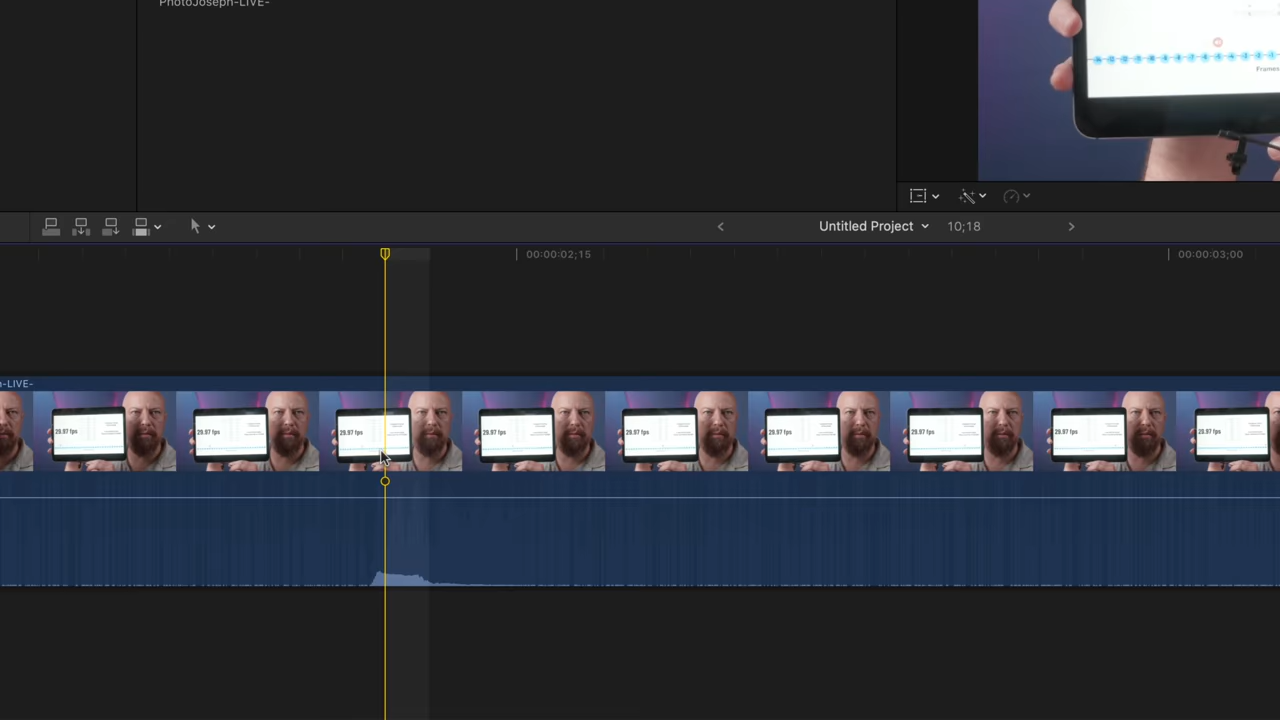 PhotoJoseph-LIVE-
Frames
Untitled Project
10;18
00:00:02;15
00:00:03;00
n-LIVE-
29.97 fps
29.97 fps
29.97 fps
29.97 fps
29.97 fps
29.97 fps
29.97 fps
29.97 fps
29.97 fps